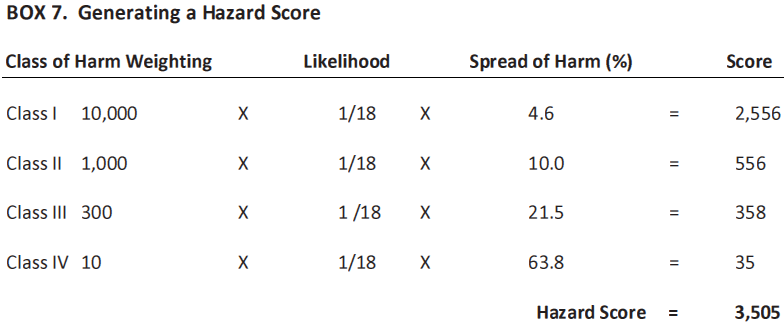 BOX 7. Generating a Hazard Score
Class of Harm Weighting Likelihood Spread of Harm (%) Score
Class I 10,000 X 1/18 X 4.6 = 2,556
Class II 1,000 X 1/18 X 10.0 = 556
Class III 300 X 1 /18 X 21.5 = 358
Class IV 10 X 1/18 X 63.8 = 35
Hazard Score = 3,505